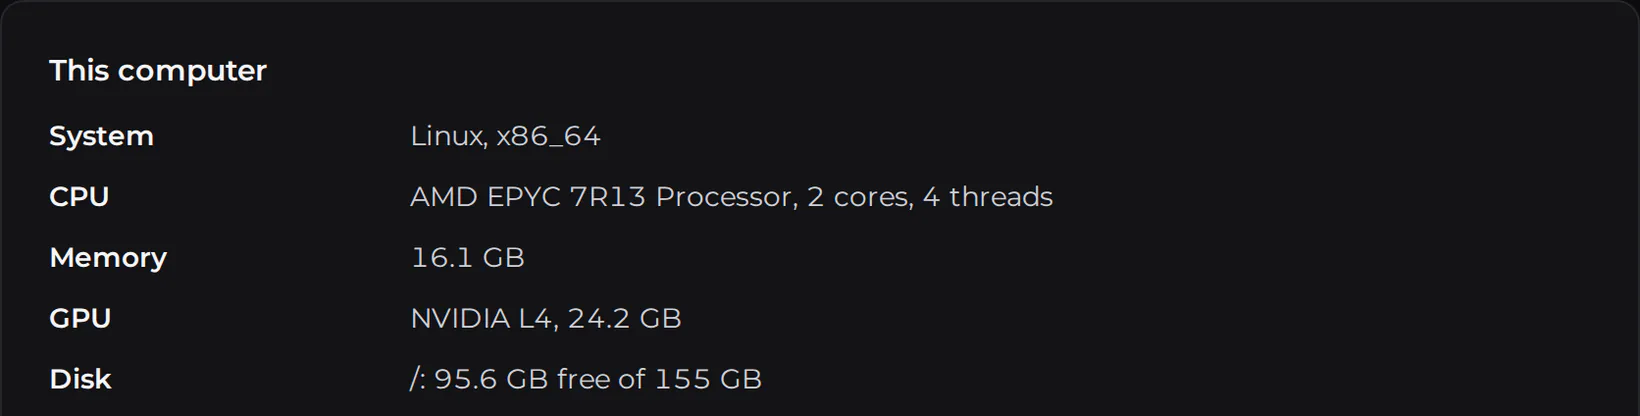 This computer
System Linux, x86_64
CPU AMD EPYC 7R13 Processor, 2 cores, 4 threads
Memory 16.1 GB
GPU NVIDIA L4, 24.2 GB
Disk /: 95.6 GB free of 155 GB